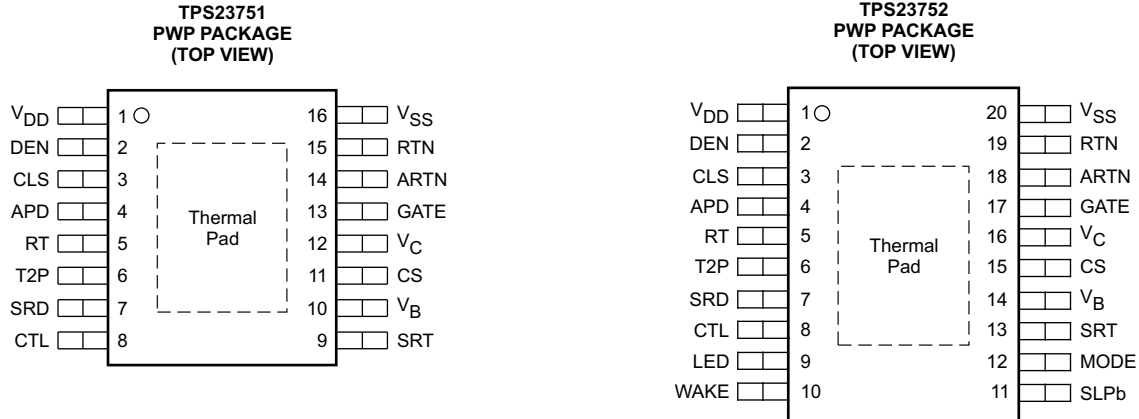 TPS23751
PWP PACKAGE
(TOP VIEW)
VDD 1 16 VSS
DEN 2 15 RTN
CLS 3 14 ARTN
APD 4 13 GATE
Thermal
Pad
RT 5 12 VC
T2P 6 11 CS
SRD 7 10 VB
CTL 8 9 SRT
TPS23752
PWP PACKAGE
(TOP VIEW)
VDD 1 20 VSS
DEN 2 19 RTN
CLS 3 18 ARTN
APD 4 17 GATE
RT 5 16 VC
Thermal
Pad
T2P 6 15 CS
SRD 7 14 VB
CTL 8 13 SRT
LED 9 12 MODE
WAKE 10 11 SLPb